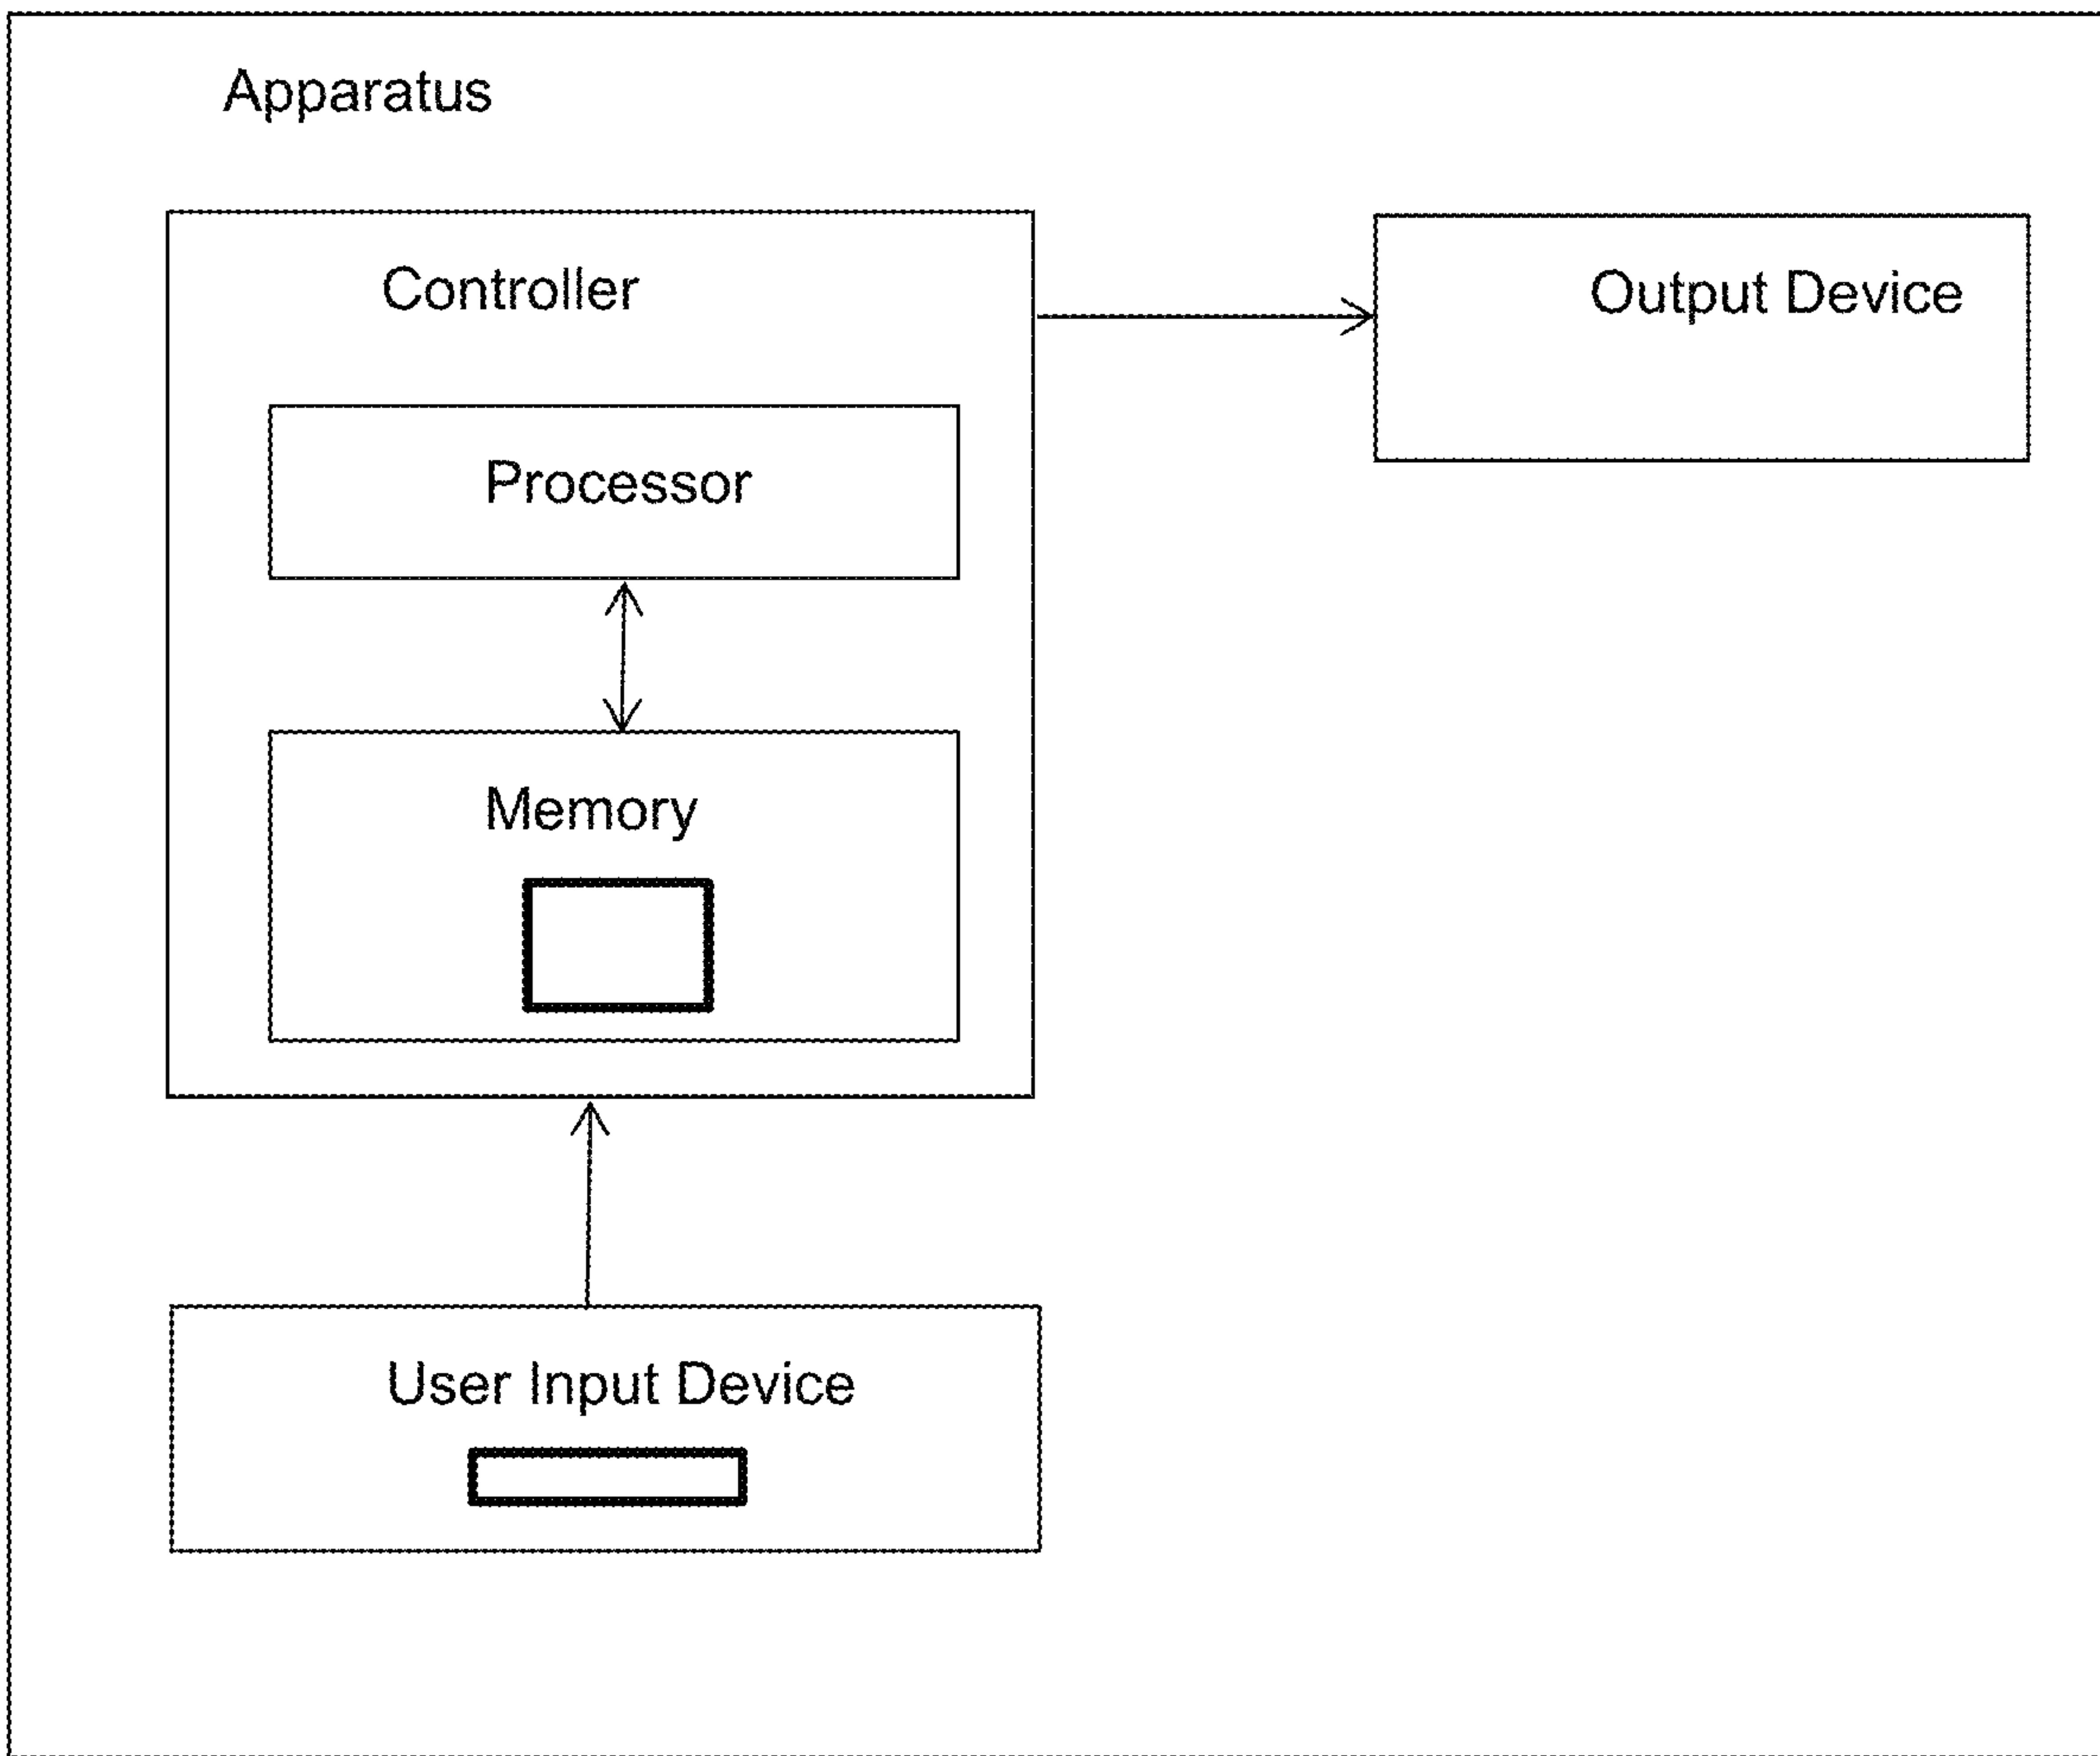 Apparatus
Controller
Output Device
Processor
Memory
User Input Device